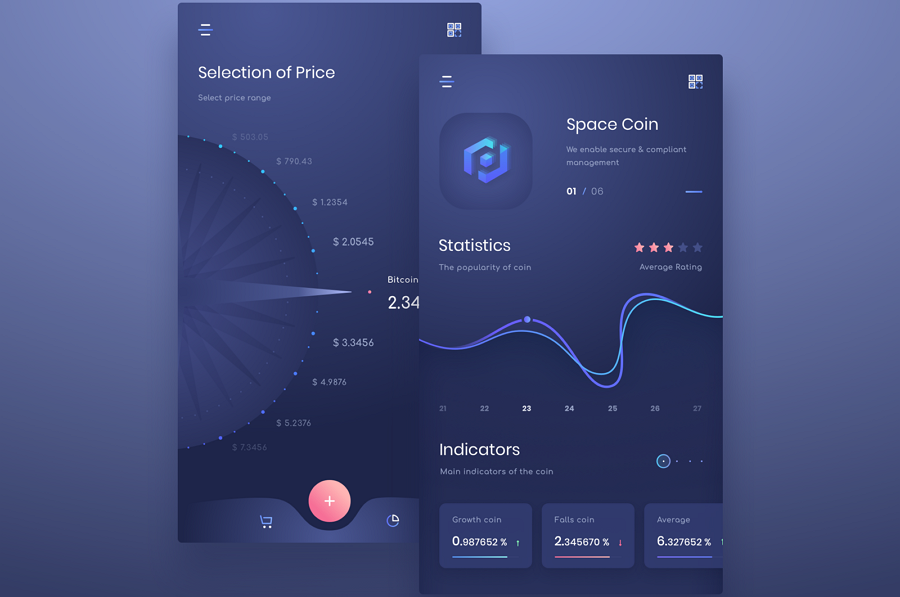 Selection of Price
Select price range
$ 503.05
$ 790.43
$ 1.2354
$ 2.0545
Bitcoin
2.34
$ 3.3456
$ 4.9876
$ 5.2376
$ 7.3456
+
Space Coin
We enable secure & compliant
management
01 / 06
Statistics
The popularity of coin
Average Rating
21 22 23 24 25 26 27
Indicators
Main indicators of the coin
Growth coin
0.987652 % ↑
Falls coin
2.345670 % ↓
Average
6.327652 %